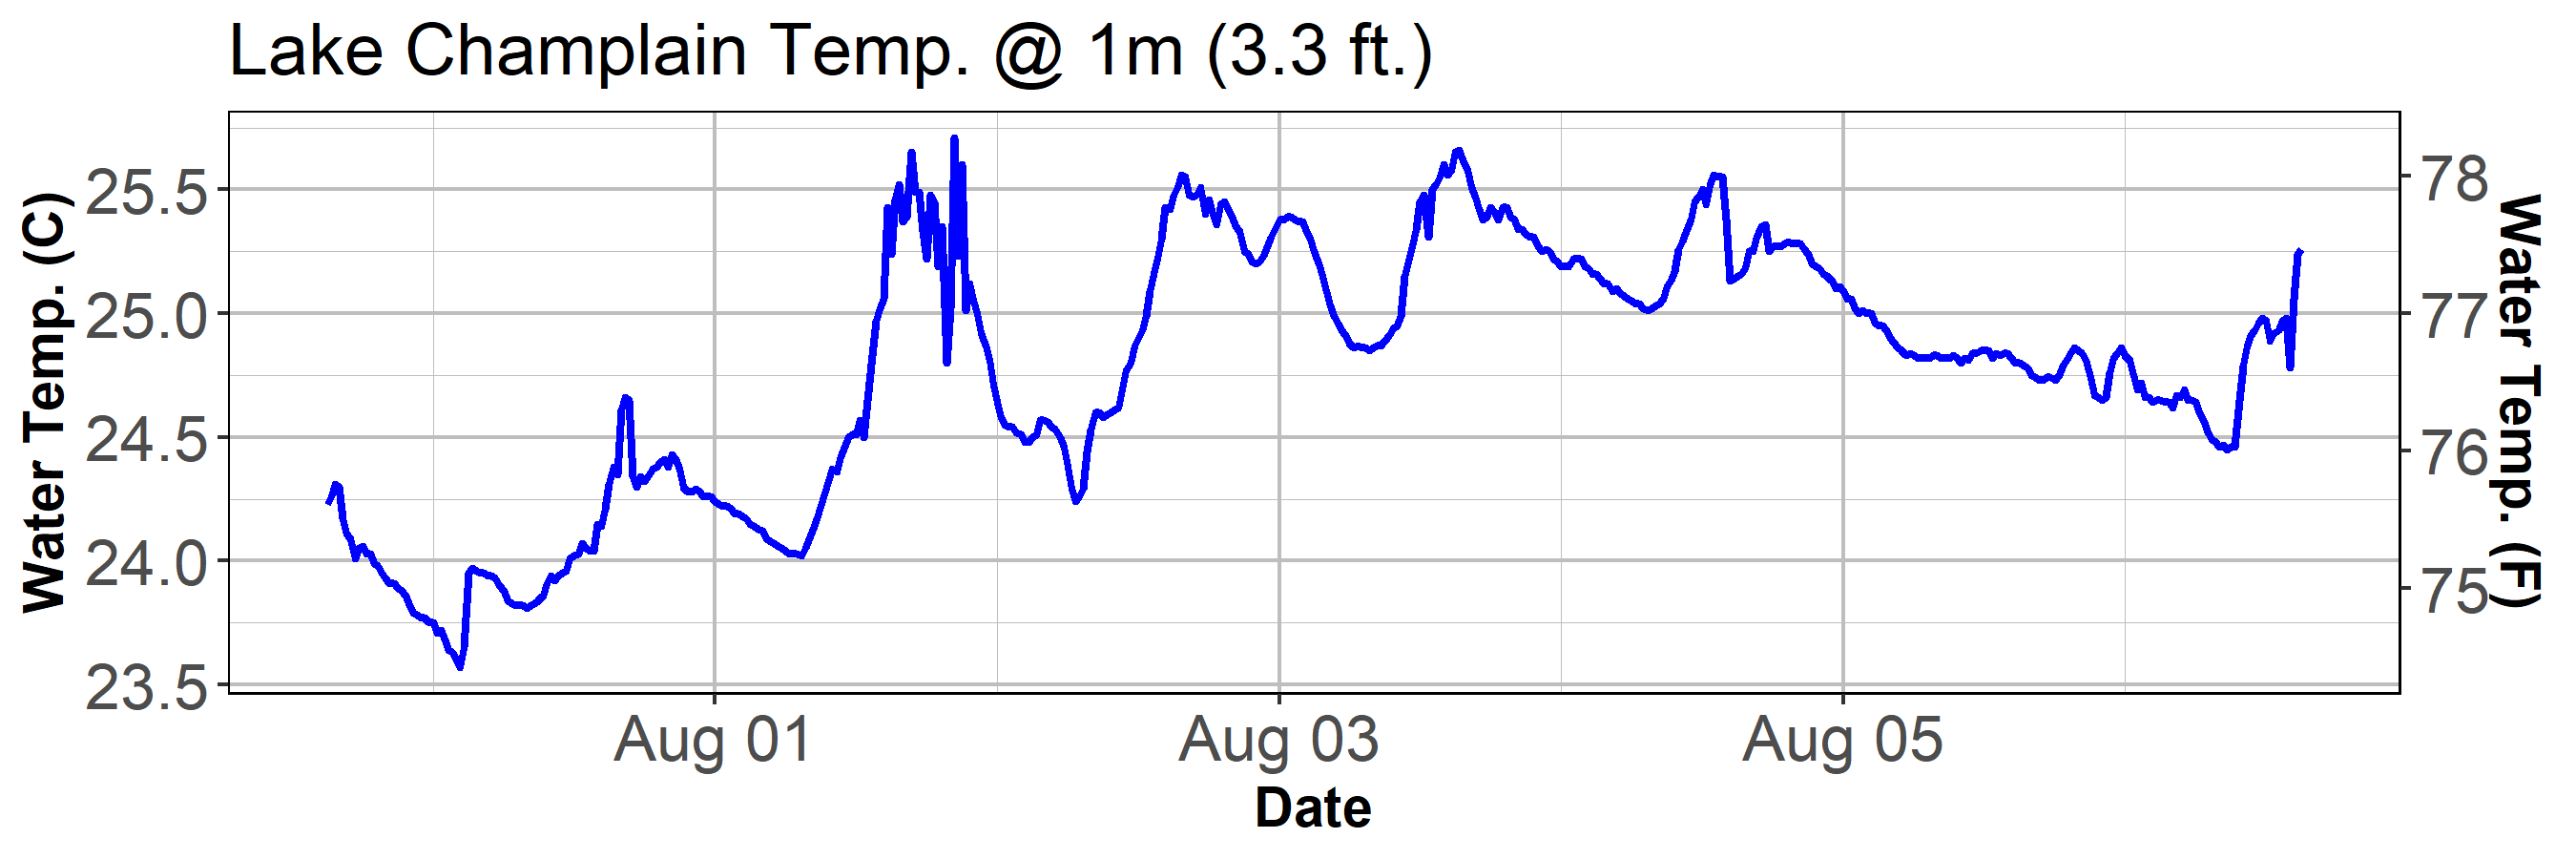 Lake Champlain Temp. @ 1m (3.3 ft.)
Water Temp. (C)
25.5
25.0
24.5
24.0
23.5
78
77
76
75
Water Temp. (F)
Aug 01
Aug 03
Aug 05
Date